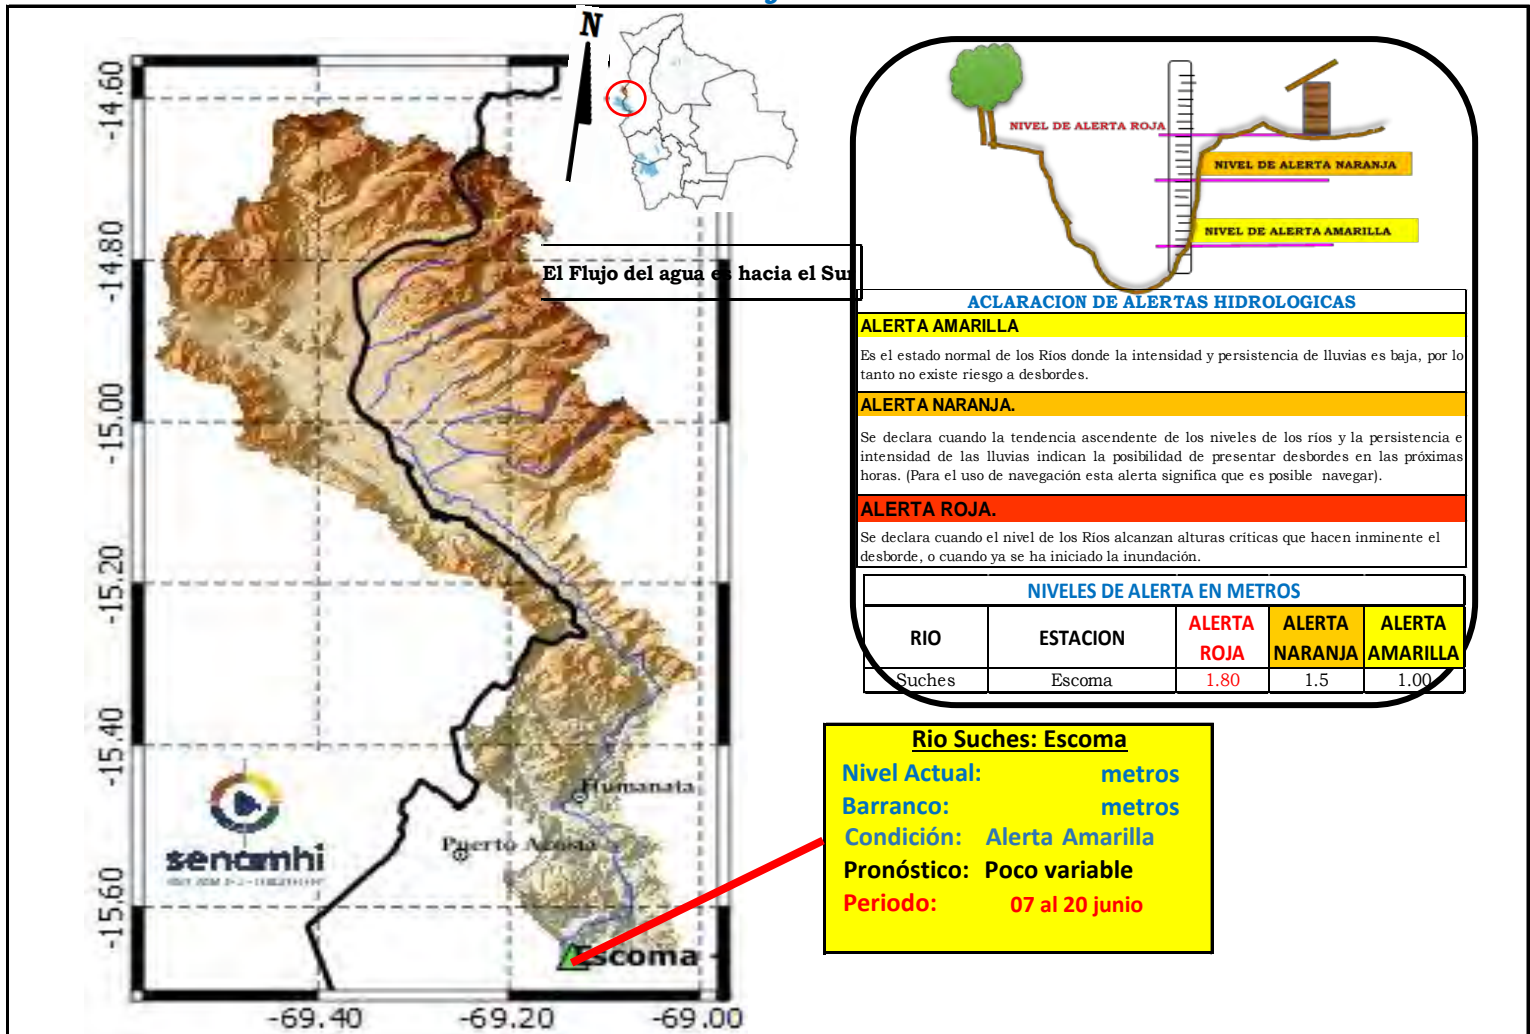 N
-14.60
-14.80
-15.00
-15.20
-15.40
-15.60
-69.40
-69.20
-69.00
El Flujo del agua es hacia el Sur
Humanata
Puerto Acosta
Escoma
senamhi
NIVEL DE ALERTA ROJA
NIVEL DE ALERTA NARANJA
NIVEL DE ALERTA AMARILLA
ACLARACION DE ALERTAS HIDROLOGICAS
ALERTA AMARILLA
Es el estado normal de los Ríos donde la intensidad y persistencia de lluvias es baja, por lo
tanto no existe riesgo a desbordes.
ALERTA NARANJA.
Se declara cuando la tendencia ascendente de los niveles de los ríos y la persistencia e
intensidad de las lluvias indican la posibilidad de presentar desbordes en las próximas
horas. (Para el uso de navegación esta alerta significa que es posible navegar).
ALERTA ROJA.
Se declara cuando el nivel de los Ríos alcanzan alturas críticas que hacen inminente el
desborde, o cuando ya se ha iniciado la inundación.
NIVELES DE ALERTA EN METROS
RIO ESTACION ALERTA ROJA ALERTA NARANJA ALERTA AMARILLA
Suches Escoma 1.80 1.5 1.00
Rio Suches: Escoma
Nivel Actual: metros
Barranco: metros
Condición: Alerta Amarilla
Pronóstico: Poco variable
Periodo: 07 al 20 junio